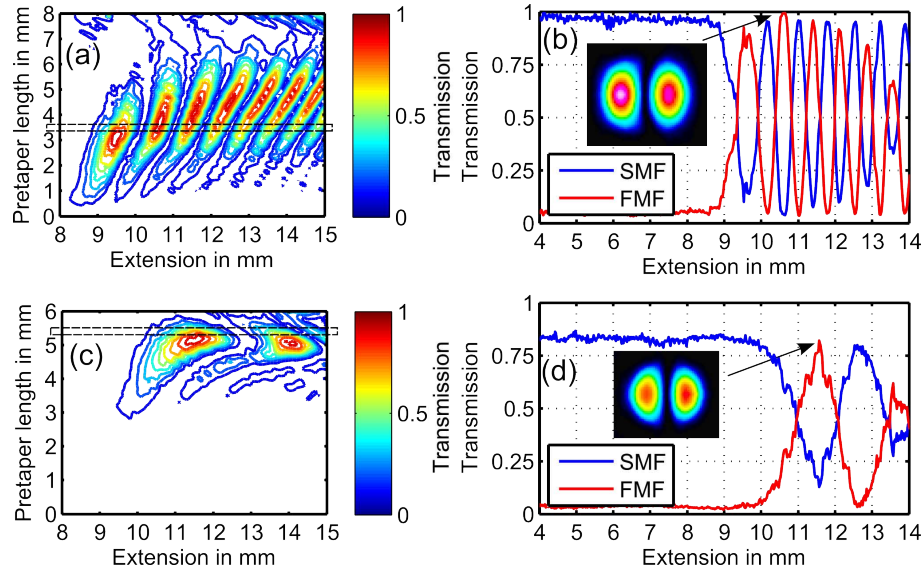 (a)
Pretaper length in mm
8
7
6
5
4
3
2
1
0
8 9 10 11 12 13 14 15
Extension in mm
1
0.5
0
Transmission
(b)
Transmission
1
0.75
0.5
0.25
0
SMF
FMF
4 5 6 7 8 9 10 11 12 13 14
Extension in mm
(c)
Pretaper length in mm
6
5
4
3
2
1
0
8 9 10 11 12 13 14 15
Extension in mm
1
0.5
0
Transmission
(d)
Transmission
1
0.75
0.5
0.25
0
SMF
FMF
4 5 6 7 8 9 10 11 12 13 14
Extension in mm